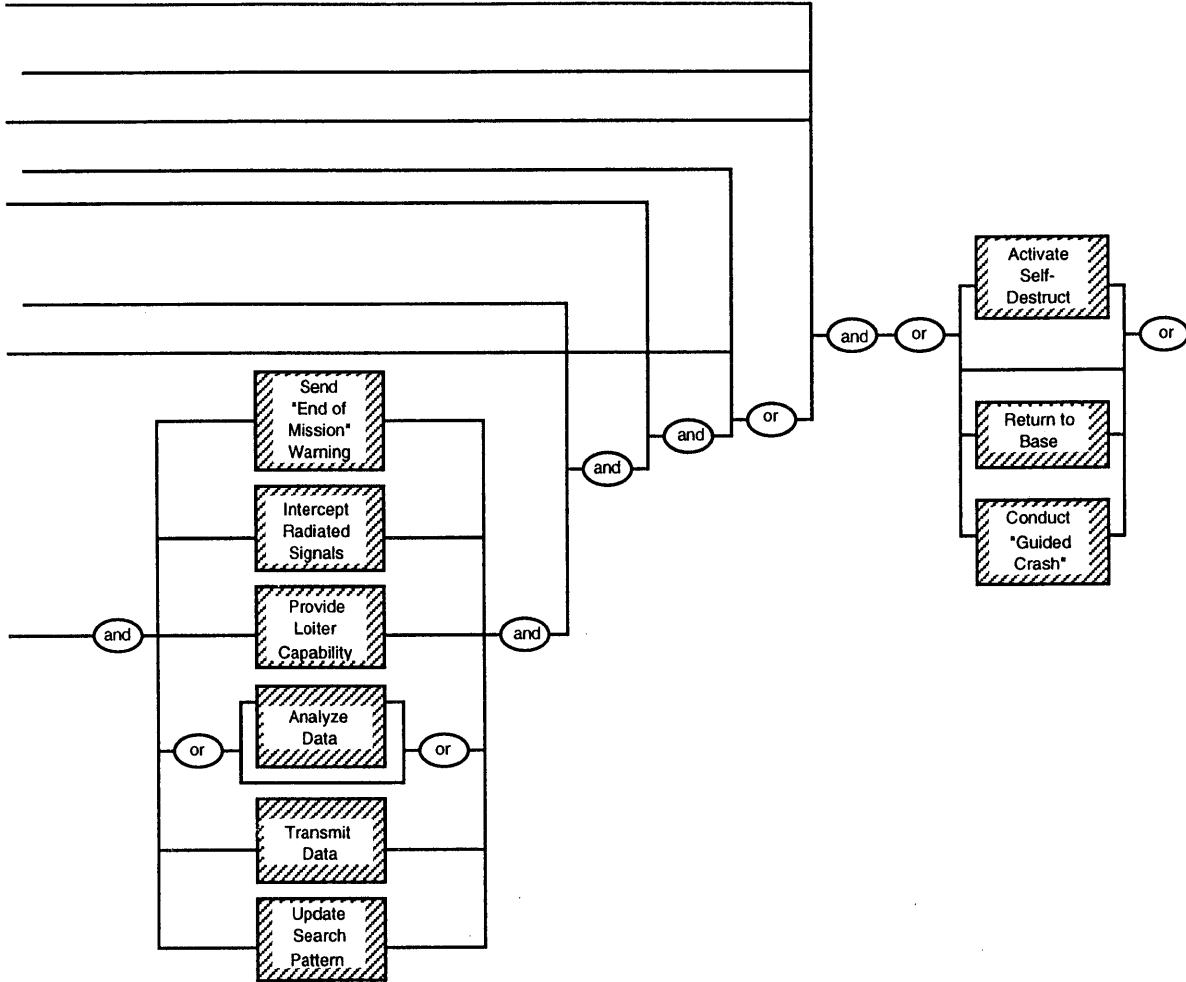 Activate
Self-
Destruct
and
or
or
Send
"End of
Mission"
Warning
or
Return to
Base
and
and
Intercept
Radiated
Signals
Conduct
"Guided
Crash"
and
Provide
Loiter
Capability
and
or
Analyze
Data
or
Transmit
Data
Update
Search
Pattern